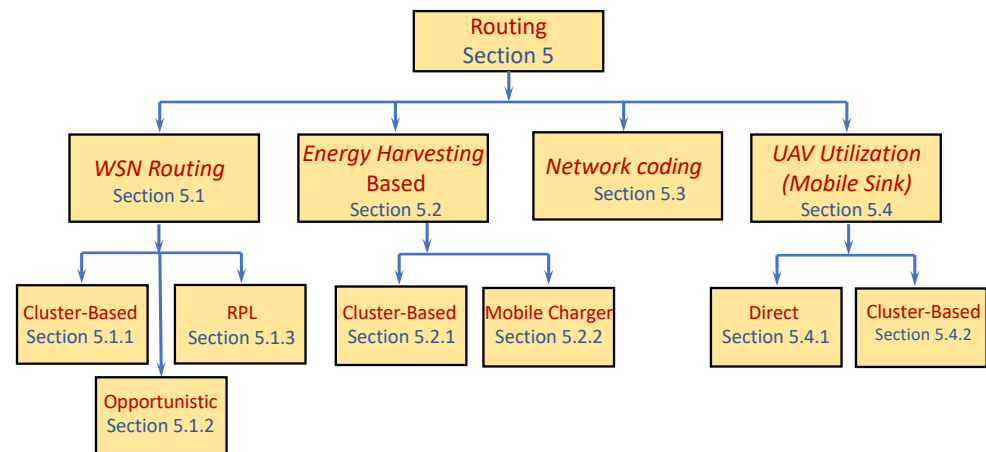 Routing
Section 5
WSN Routing
Section 5.1
Energy Harvesting
Based
Section 5.2
Network coding
Section 5.3
UAV Utilization
(Mobile Sink)
Section 5.4
Cluster-Based
Section 5.1.1
RPL
Section 5.1.3
Cluster-Based
Section 5.2.1
Mobile Charger
Section 5.2.2
Direct
Section 5.4.1
Cluster-Based
Section 5.4.2
Opportunistic
Section 5.1.2